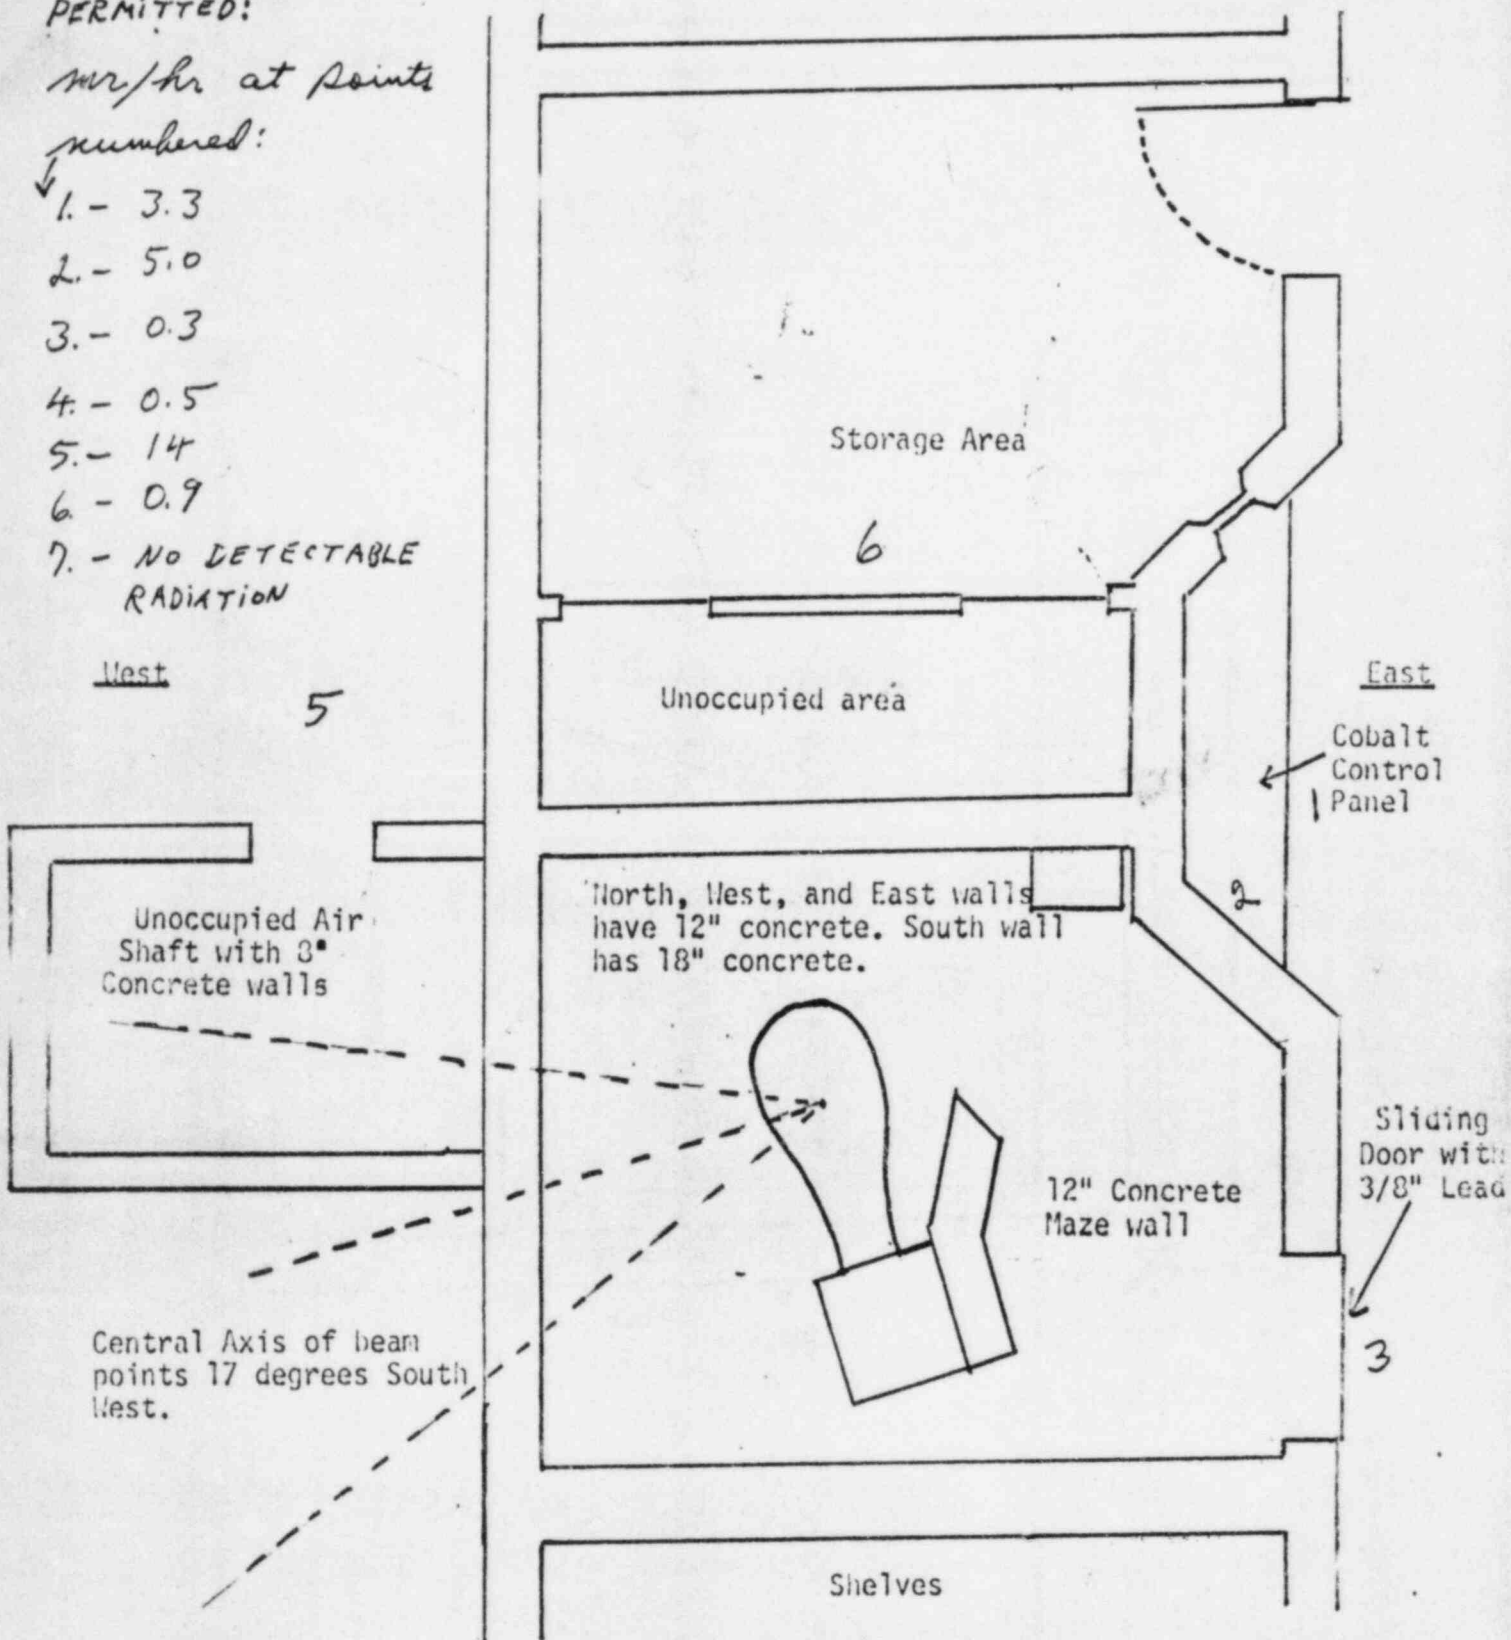 PERMITTED:
mr/hr at points
numbered:
1. - 3.3
2. - 5.0
3. - 0.3
4. - 0.5
5. - 14
6 - 0.9
7. - NO DETECTABLE
RADIATION
West
5
Storage Area
6
Unoccupied area
East
Cobalt
Control
Panel
1
2
Unoccupied Air
Shaft with 8"
Concrete walls
North, West, and East walls
have 12" concrete. South wall
has 18" concrete.
12" Concrete
Maze wall
Sliding
Door with
3/8" Lead
3
Central Axis of beam
points 17 degrees South
West.
Shelves